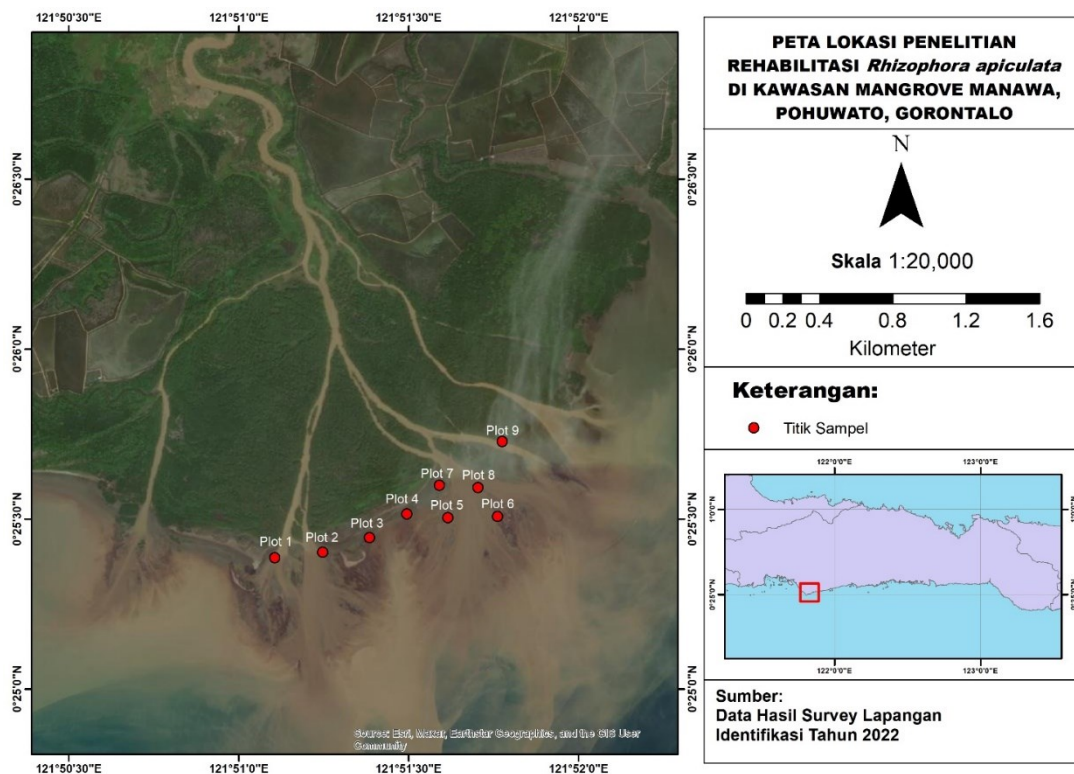 121°50'30"E 121°51'0"E 121°51'30"E 121°52'0"E
0°26'30"N 0°26'30"N
0°26'0"N 0°26'0"N
0°25'30"N 0°25'30"N
0°25'0"N 0°25'0"N
Plot 9
Plot 7
Plot 8
Plot 4
Plot 5
Plot 6
Plot 3
Plot 2
Plot 1
Source: Esri, Maxar, Earthstar Geographics, and the GIS User
Community
121°50'30"E 121°51'0"E 121°51'30"E 121°52'0"E
PETA LOKASI PENELITIAN
REHABILITASI Rhizophora apiculata
DI KAWASAN MANGROVE MANAWA,
POHUWATO, GORONTALO
N
Skala 1:20,000
0 0.2 0.4 0.8 1.2 1.6
Kilometer
Keterangan:
Titik Sampel
122°0'0"E 123°0'0"E
122°0'0"E 123°0'0"E
Sumber:
Data Hasil Survey Lapangan
Identifikasi Tahun 2022